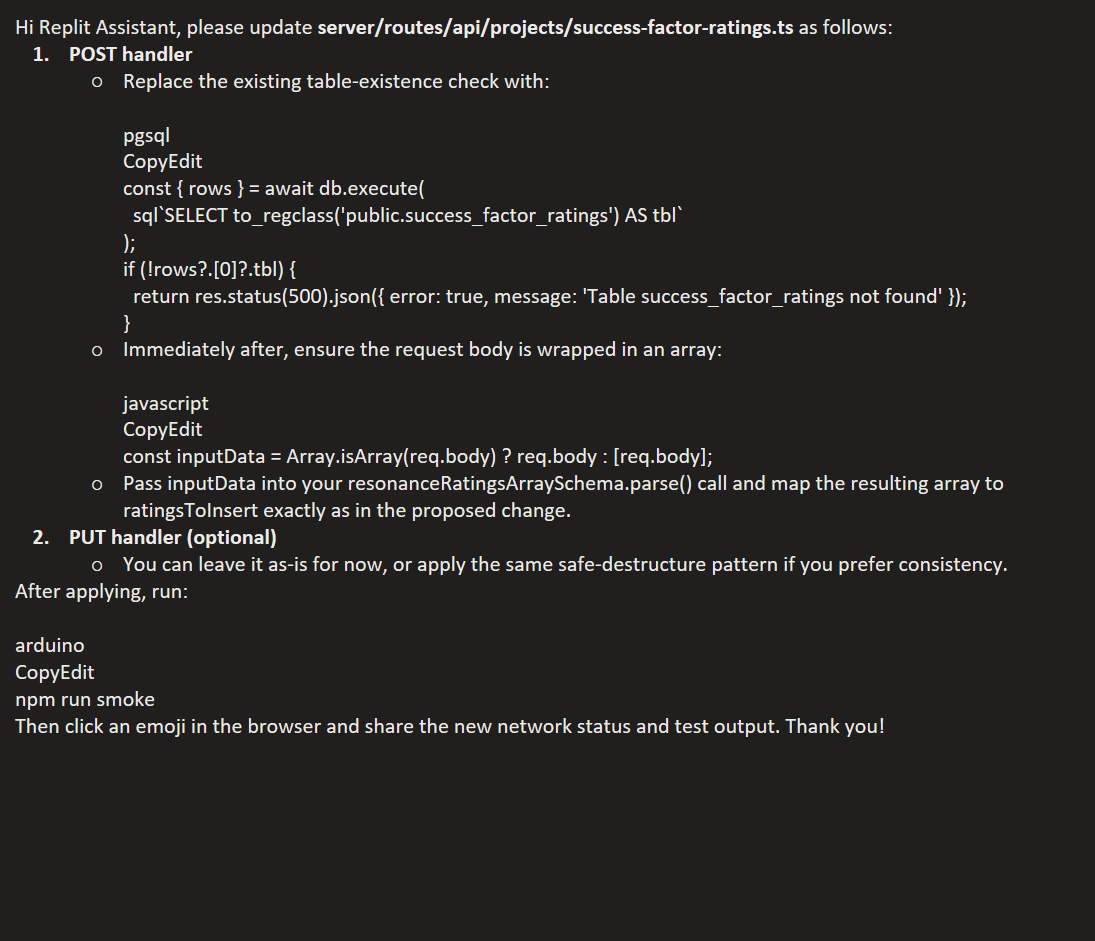 Hi Replit Assistant, please update server/routes/api/projects/success-factor-ratings.ts as follows:
1. POST handler
o Replace the existing table-existence check with:
pgsql
CopyEdit
const { rows } = await db.execute(
sql`SELECT to_regclass('public.success_factor_ratings') AS tbl`
);
if (!rows?.[0]?.tbl) {
return res.status(500).json({ error: true, message: 'Table success_factor_ratings not found' });
}
o Immediately after, ensure the request body is wrapped in an array:
javascript
CopyEdit
const inputData = Array.isArray(req.body) ? req.body : [req.body];
o Pass inputData into your resonanceRatingsArraySchema.parse() call and map the resulting array to
ratingsToInsert exactly as in the proposed change.
2. PUT handler (optional)
o You can leave it as-is for now, or apply the same safe-destructure pattern if you prefer consistency.
After applying, run:
arduino
CopyEdit
npm run smoke
Then click an emoji in the browser and share the new network status and test output. Thank you!